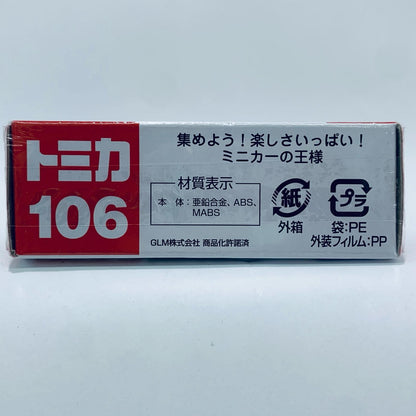 トミカ
106
集めよう！楽しさいっぱい！
ミニカーの王様
材質表示
本　体：亜鉛合金、ABS、
MABS
GLM株式会社 商品化許諾済
紙
外箱
プラ
袋:PE
外装フィルム:PP